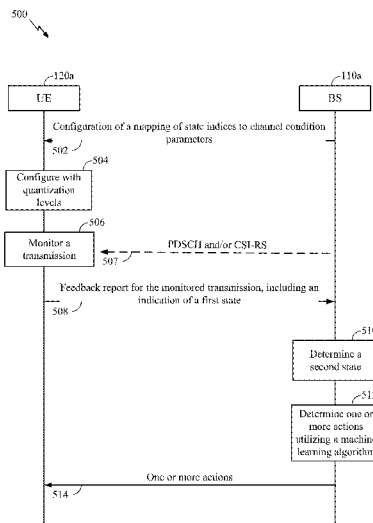 500
120a
110a
UE
BS
Configuration of a mapping of state indices to channel condition
parameters
502
504
Configure with
quantization
levels
506
Monitor a
transmission
PDSCH and/or CSI-RS
507
Feedback report for the monitored transmission, including an
indication of a first state
508
510
Determine a
second state
Determine one or
more actions
utilizing a machine
learning algorithm
One or more actions
514